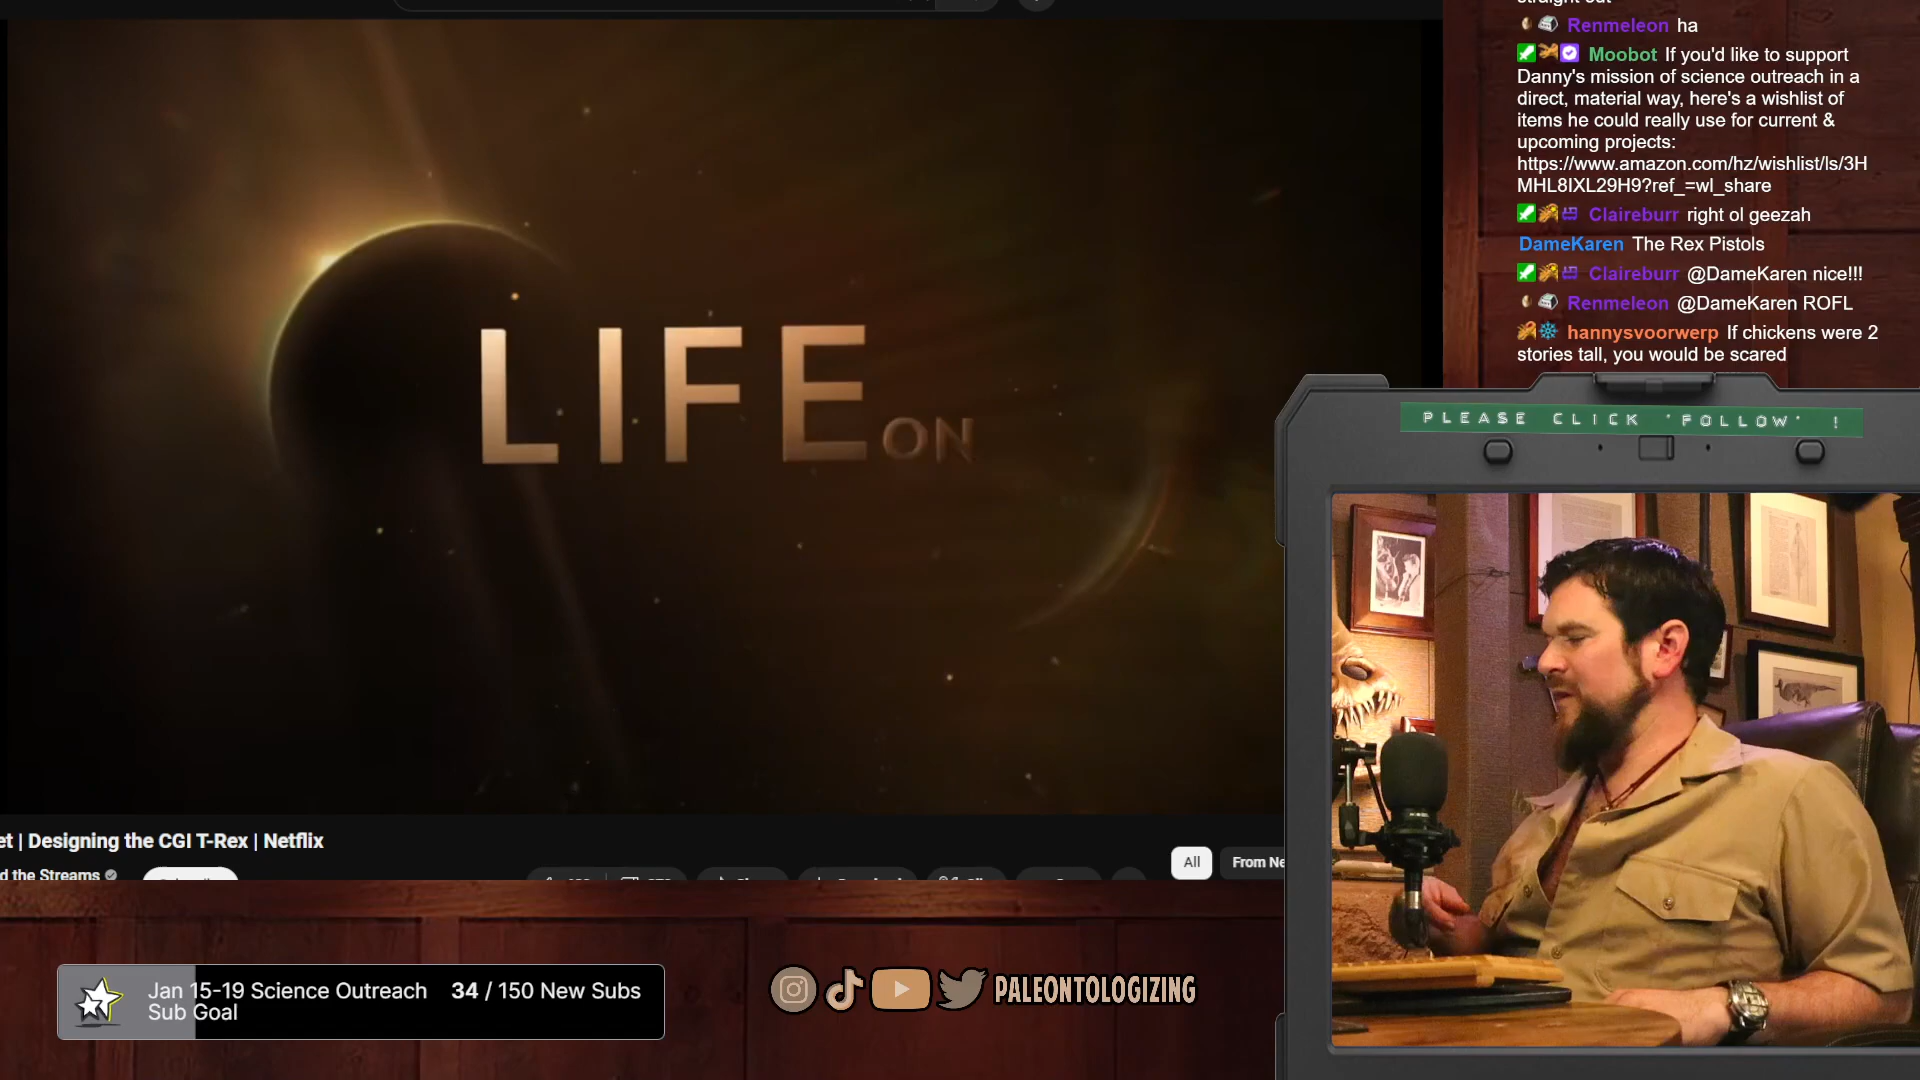 LIFE ON
et | Designing the CGI T-Rex | Netflix
d the Streams
All
From Ne
Renmeleon ha
Moobot If you'd like to support
Danny's mission of science outreach in a
direct, material way, here's a wishlist of
items he could really use for current &
upcoming projects:
https://www.amazon.com/hz/wishlist/ls/3H
MHL8IXL29H9?ref_=wl_share
Claireburr right ol geezah
DameKaren The Rex Pistols
Claireburr @DameKaren nice!!!
Renmeleon @DameKaren ROFL
hannysvoorwerp If chickens were 2
stories tall, you would be scared
PLEASE CLICK "FOLLOW" !
Jan 15-19 Science Outreach 34 / 150 New Subs
Sub Goal
PALEONTOLOGIZING